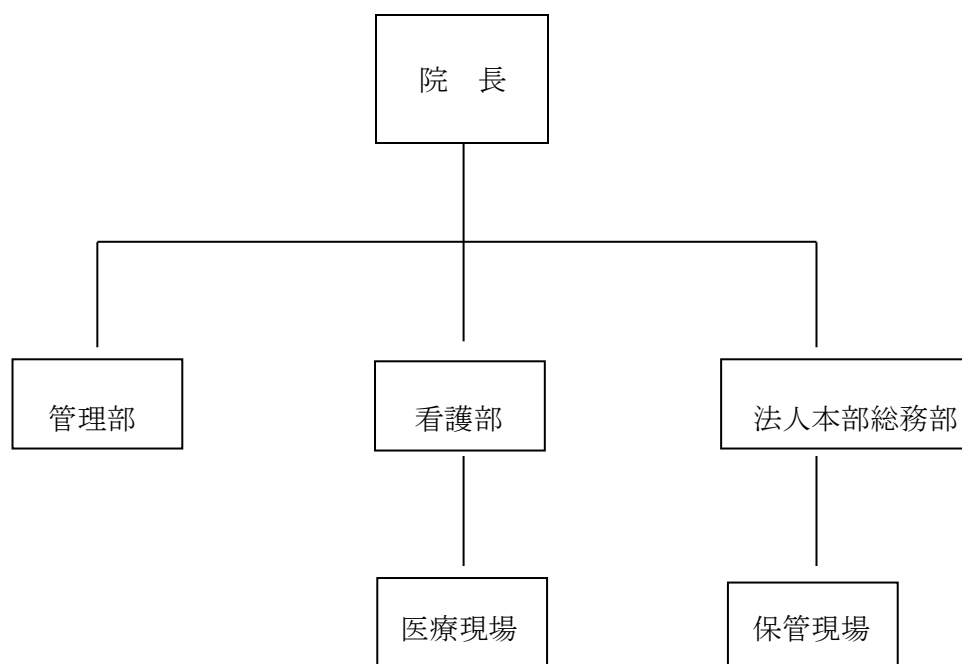 院　長
管理部
看護部
法人本部総務部
医療現場
保管現場